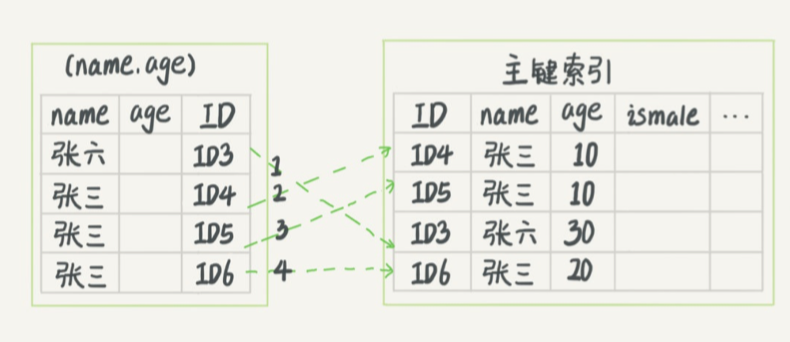 (name.age)
name age ID
张六 ID3
张三 ID4
张三 ID5
张三 ID6
1
2
3
4
主键索引
ID name age ismale ...
ID4 张三 10
ID5 张三 10
ID3 张六 30
ID6 张三 20